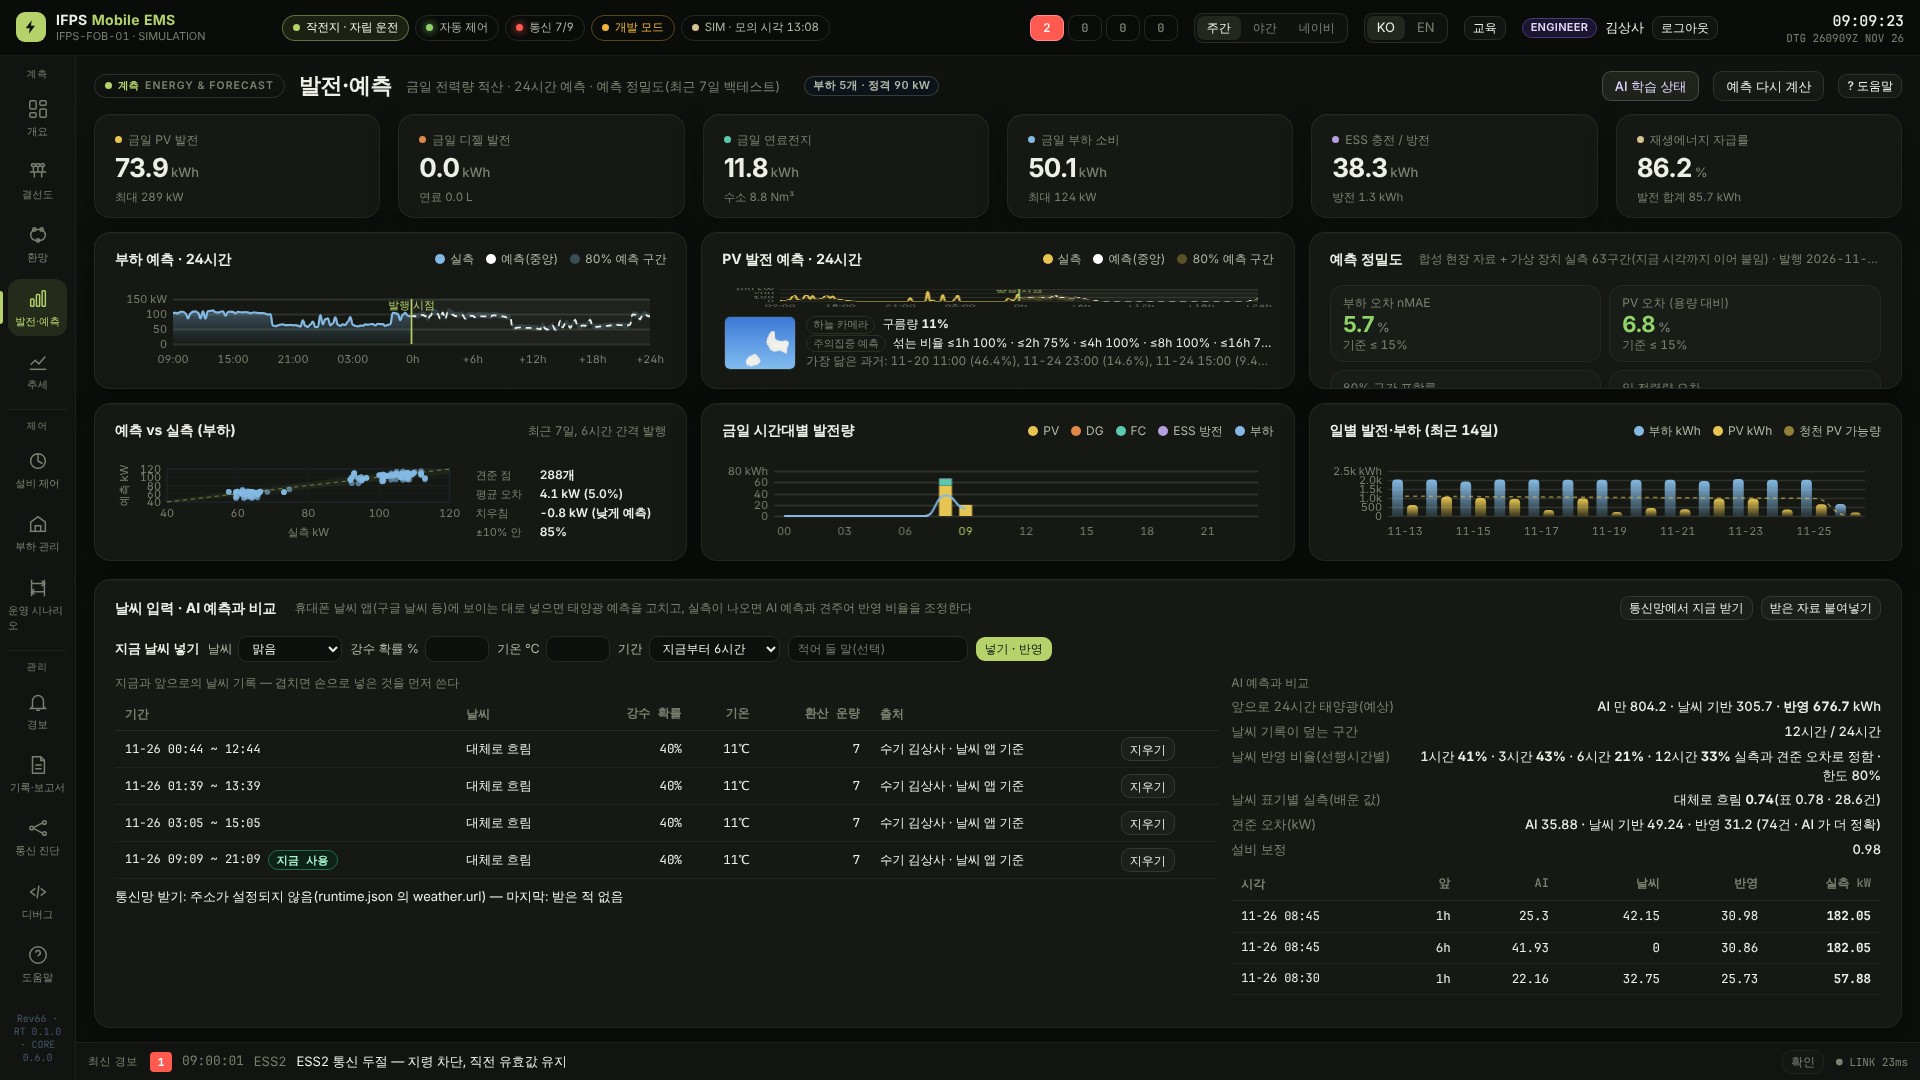 IFPS Mobile EMS
IFPS-FOB-01 · SIMULATION
작전지 · 자립 운전
자동 제어
통신 7/9
개발 모드
SIM · 모의 시각 13:08
2 0 0 0
주간 야간 네이비
KO EN
교육
ENGINEER 김상사 로그아웃
09:09:23
DTG 260909Z NOV 26
계측
개요
결선도
환망
발전·예측
추세
제어
설비 제어
부하 관리
운영 시나리
오
관리
경보
기록·보고서
통신 진단
디버그
도움말
Rev66 ·
RT 0.1.0
· CORE
0.6.0
계측 ENERGY & FORECAST
발전·예측
금일 전력량 적산 · 24시간 예측 · 예측 정밀도(최근 7일 백테스트)
부하 5개 · 정격 90 kW
AI 학습 상태
예측 다시 계산
? 도움말
금일 PV 발전
73.9 kWh
최대 289 kW
금일 디젤 발전
0.0 kWh
연료 0.0 L
금일 연료전지
11.8 kWh
수소 8.8 Nm³
금일 부하 소비
50.1 kWh
최대 124 kW
ESS 충전 / 방전
38.3 kWh
방전 1.3 kWh
재생에너지 자급률
86.2 %
발전 합계 85.7 kWh
부하 예측 · 24시간
실측 예측(중앙) 80% 예측 구간
발행 시점
150 kW
100
50
0
09:00 15:00 21:00 03:00 0h +6h +12h +18h +24h
PV 발전 예측 · 24시간
실측 예측(중앙) 80% 예측 구간
하늘 카메라 구름량 11%
주의집중 예측 섞는 비율 ≤1h 100% · ≤2h 75% · ≤4h 100% · ≤8h 100% · ≤16h 7...
가장 닮은 과거: 11-20 11:00 (46.4%), 11-24 23:00 (14.6%), 11-24 15:00 (9.4...
예측 정밀도
합성 현장 자료 + 가상 장치 실측 63구간(지금 시각까지 이어 붙임) · 발행 2026-11-...
부하 오차 nMAE
5.7 %
기준 ≤ 15%
PV 오차 (용량 대비)
6.8 %
기준 ≤ 15%
예측 vs 실측 (부하)
최근 7일, 6시간 간격 발행
예측 kW
120
100
80
60
40
40 60 80 100 120
실측 kW
견준 점 288개
평균 오차 4.1 kW (5.0%)
치우침 -0.8 kW (낮게 예측)
±10% 안 85%
금일 시간대별 발전량
PV DG FC ESS 방전 부하
80 kWh
60
40
20
0
00 03 06 09 12 15 18 21
일별 발전·부하 (최근 14일)
부하 kWh PV kWh 청천 PV 가능량
2.5k kWh
2.0k
1.5k
1.0k
500
0
11-13 11-15 11-17 11-19 11-21 11-23 11-25
날씨 입력 · AI 예측과 비교
휴대폰 날씨 앱(구글 날씨 등)에 보이는 대로 넣으면 태양광 예측을 고치고, 실측이 나오면 AI 예측과 견주어 반영 비율을 조정한다
통신망에서 지금 받기
받은 자료 붙여넣기
지금 날씨 넣기 날씨 맑음 강수 확률 % 기온 ℃ 기간 지금부터 6시간 적어 둘 말(선택) 넣기 · 반영
지금과 앞으로의 날씨 기록 — 겹치면 손으로 넣은 것을 먼저 쓴다
기간 날씨 강수 확률 기온 환산 운량 출처
11-26 00:44 ~ 12:44 대체로 흐림 40% 11℃ 7 수기 김상사 · 날씨 앱 기준 지우기
11-26 01:39 ~ 13:39 대체로 흐림 40% 11℃ 7 수기 김상사 · 날씨 앱 기준 지우기
11-26 03:05 ~ 15:05 대체로 흐림 40% 11℃ 7 수기 김상사 · 날씨 앱 기준 지우기
11-26 09:09 ~ 21:09 지금 사용 대체로 흐림 40% 11℃ 7 수기 김상사 · 날씨 앱 기준 지우기
통신망 받기: 주소가 설정되지 않음(runtime.json 의 weather.url) — 마지막: 받은 적 없음
AI 예측과 비교
앞으로 24시간 태양광(예상) AI 만 804.2 · 날씨 기반 305.7 · 반영 676.7 kWh
날씨 기록이 덮는 구간 12시간 / 24시간
날씨 반영 비율(선행시간별) 1시간 41% · 3시간 43% · 6시간 21% · 12시간 33% 실측과 견준 오차로 정함 ·
한도 80%
날씨 표기별 실측(배운 값) 대체로 흐림 0.74(표 0.78 · 28.6건)
견준 오차(kW) AI 35.88 · 날씨 기반 49.24 · 반영 31.2 (74건 · AI 가 더 정확)
설비 보정 0.98
시각 앞 AI 날씨 반영 실측 kW
11-26 08:45 1h 25.3 42.15 30.98 182.05
11-26 08:45 6h 41.93 0 30.86 182.05
11-26 08:30 1h 22.16 32.75 25.73 57.88
최신 경보 1 09:00:01 ESS2 ESS2 통신 두절 — 지령 차단, 직전 유효값 유지
확인
LINK 23ms